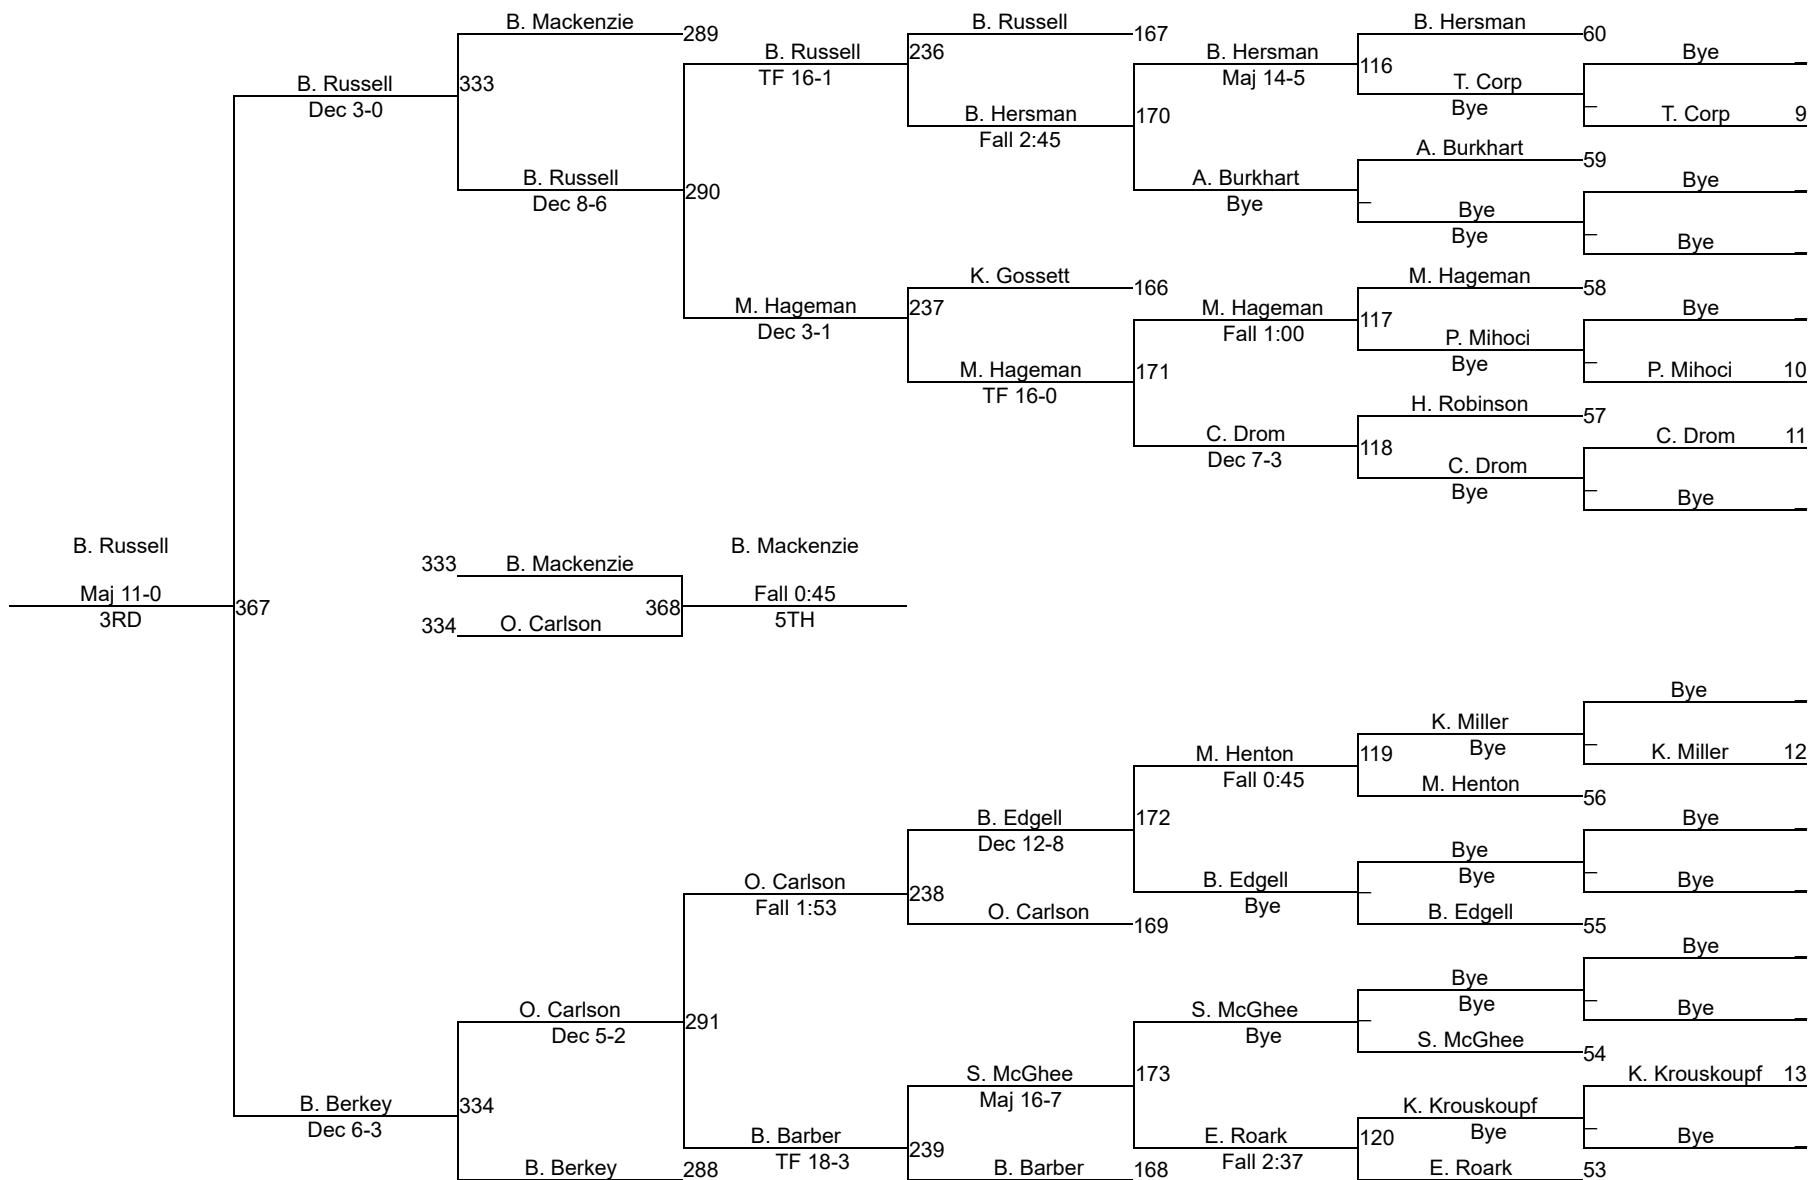 B. Mackenzie
289
B. Russell
167
B. Hersman
60
B. Russell
TF 16-1
236
B. Hersman
Maj 14-5
116
Bye
B. Russell
Dec 3-0
333
T. Corp
Bye
B. Hersman
Fall 2:45
170
T. Corp 9
A. Burkhart
59
B. Russell
Dec 8-6
290
A. Burkhart
Bye
Bye
Bye
Bye
Bye
K. Gossett
166
M. Hageman
58
M. Hageman
Dec 3-1
237
M. Hageman
Fall 1:00
117
Bye
P. Mihoci
Bye
M. Hageman
TF 16-0
171
P. Mihoci 10
H. Robinson
57
C. Drom
Dec 7-3
118
C. Drom 11
C. Drom
Bye
Bye
B. Russell
Maj 11-0
3RD
367
333 B. Mackenzie
334 O. Carlson
368
B. Mackenzie
Fall 0:45
5TH
Bye
K. Miller
Bye
M. Henton
Fall 0:45
119
K. Miller 12
M. Henton
56
B. Edgell
Dec 12-8
172
Bye
Bye
Bye
O. Carlson
Fall 1:53
238
B. Edgell
Bye
Bye
O. Carlson
169
B. Edgell
55
Bye
Bye
Bye
O. Carlson
Dec 5-2
291
S. McGhee
Bye
Bye
S. McGhee
54
S. McGhee
Maj 16-7
173
K. Krouskoupf 13
B. Berkey
Dec 6-3
334
K. Krouskoupf
Bye
B. Barber
TF 18-3
239
E. Roark
Fall 2:37
120
Bye
B. Berkey
288
B. Barber
168
E. Roark
53